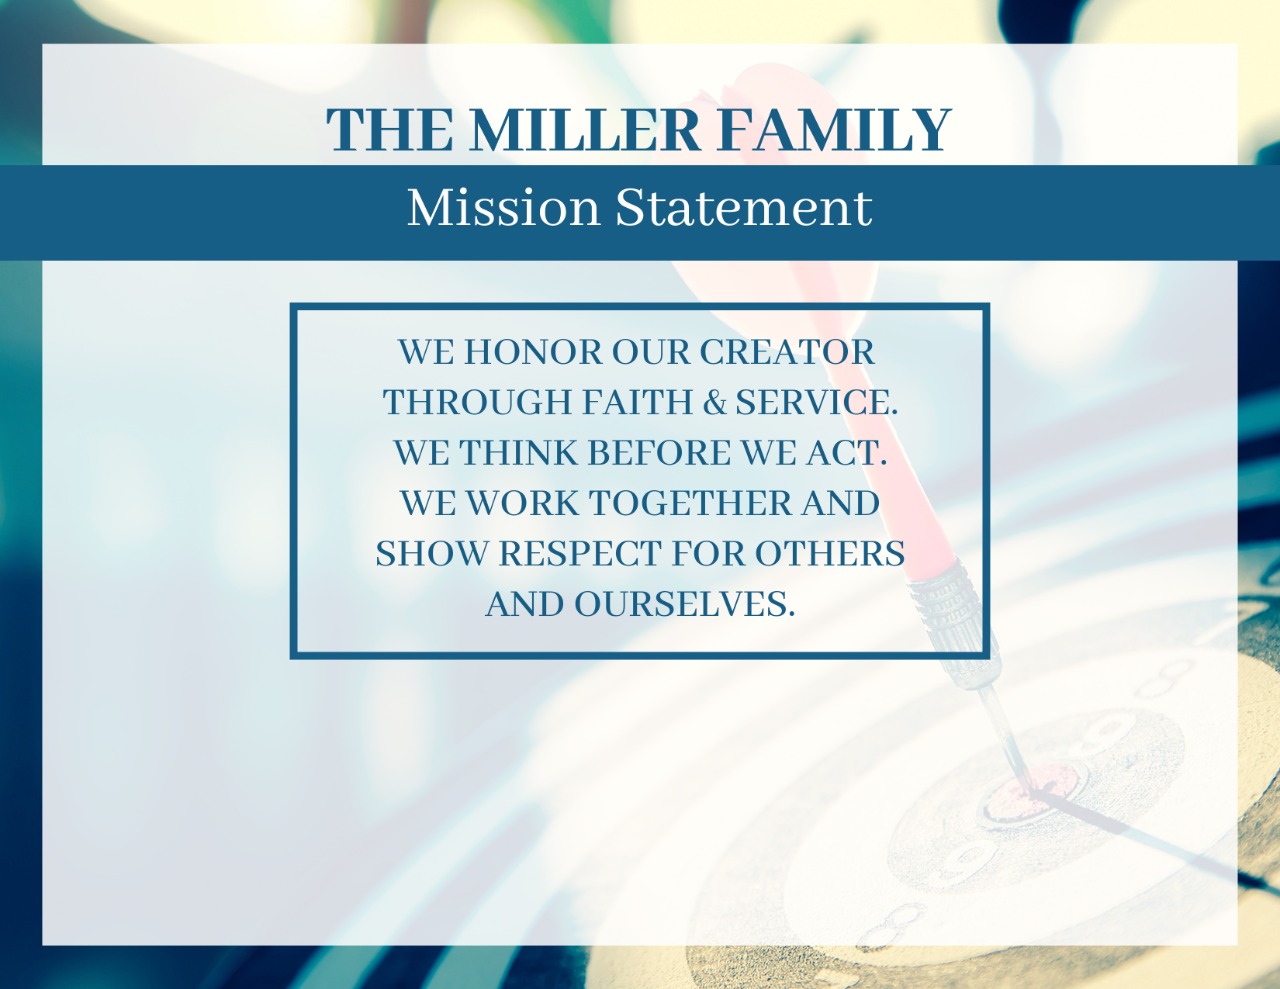 THE MILLER FAMILY
Mission Statement
WE HONOR OUR CREATOR
THROUGH FAITH & SERVICE.
WE THINK BEFORE WE ACT.
WE WORK TOGETHER AND
SHOW RESPECT FOR OTHERS
AND OURSELVES.